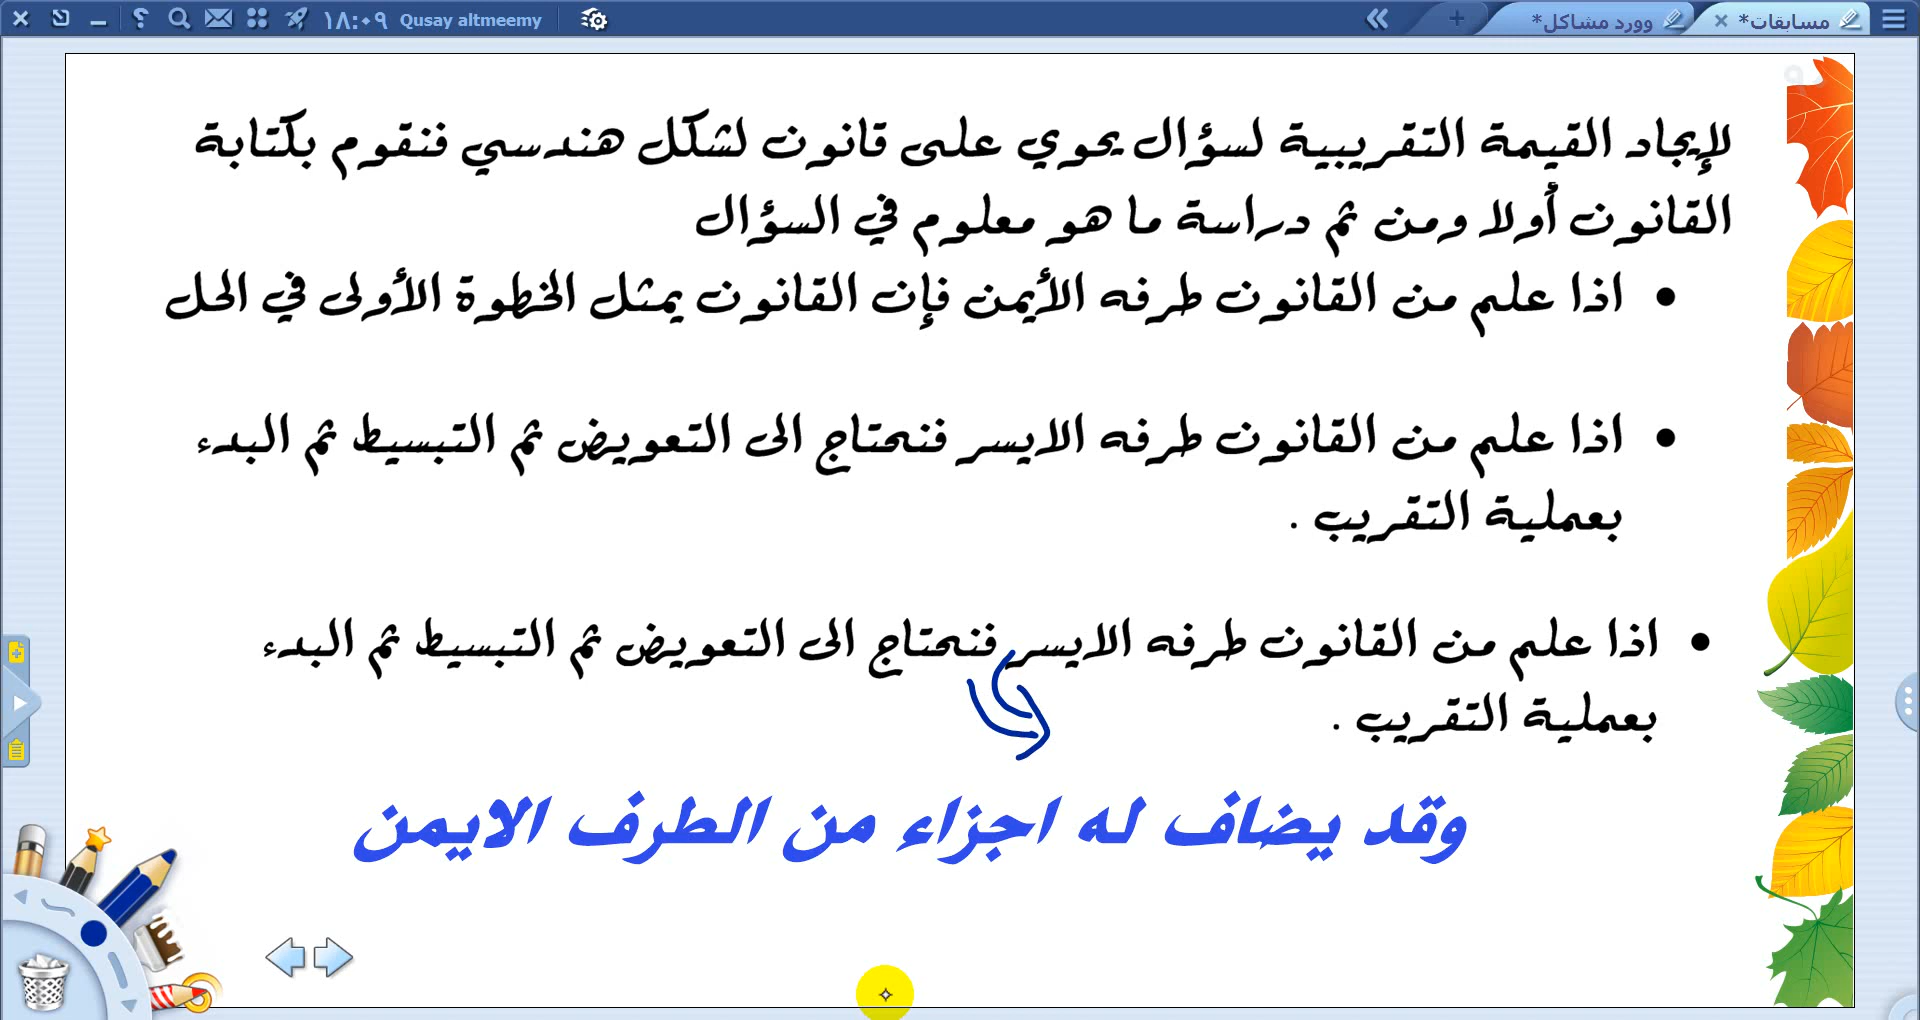 ١٨:٠٩ Qusay altmeemy
وورد مشاكل*
مسابقات*
٩
لإيجاد القيمة التقريبية لسؤال يحوي على قانون لشكل هندسي فنقوم بكتابة
القانون أولا ومن ثم دراسة ما هو معلوم في السؤال
• اذا علم من القانون طرفه الأيمن فإن القانون يمثل الخطوة الأولى في الحل
• اذا علم من القانون طرفه الايسر فنحتاج الى التعويض ثم التبسيط ثم البدء
بعملية التقريب .
• اذا علم من القانون طرفه الايسر فنحتاج الى التعويض ثم التبسيط ثم البدء
بعملية التقريب .
وقد يضاف له اجزاء من الطرف الايمن